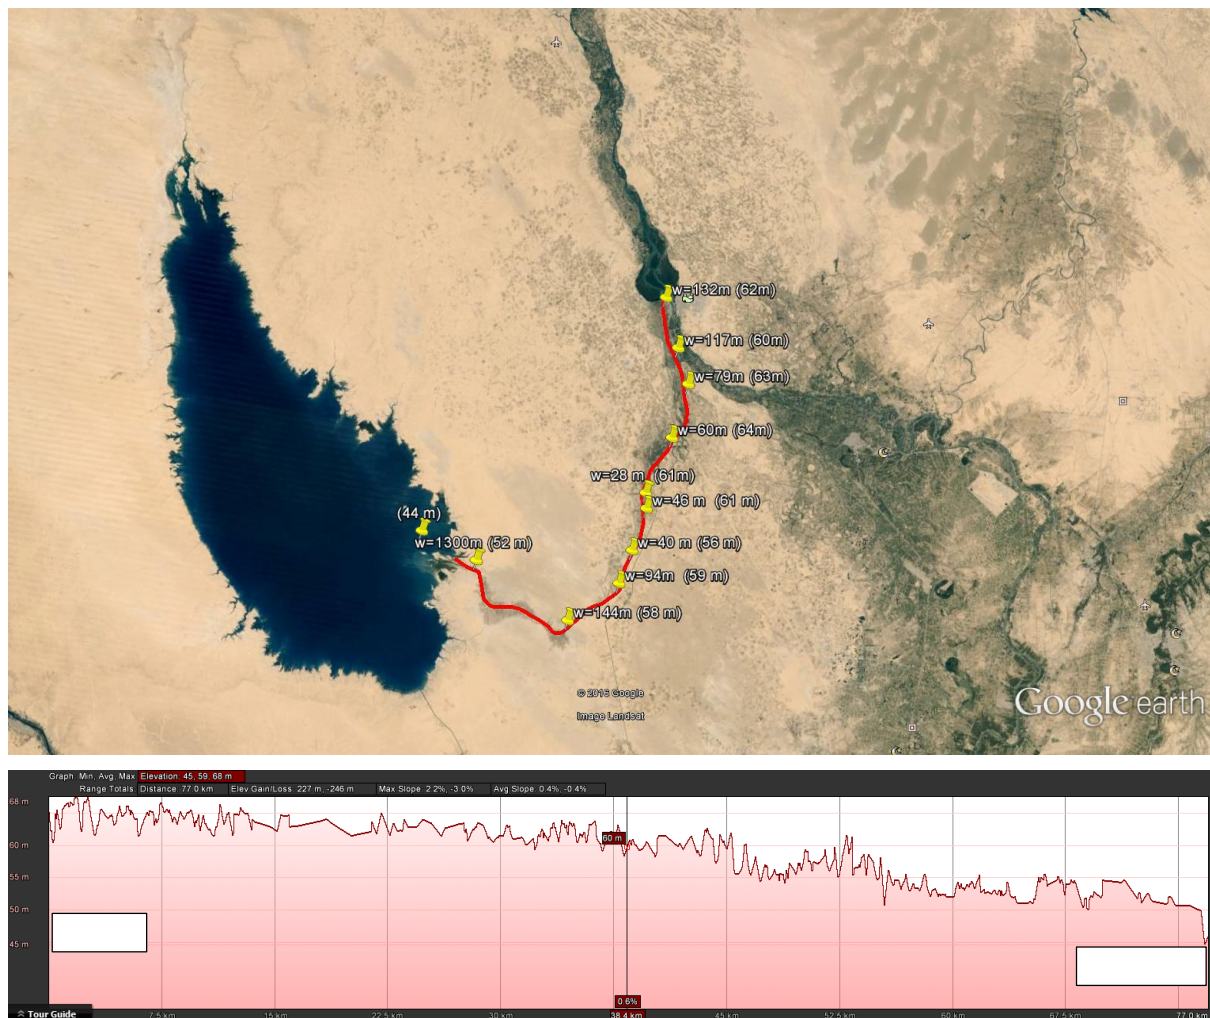 w=132m (62m)
w=117m (60m)
w=79m (63m)
w=60m (64m)
w=28 m (61m)
w=46 m (61 m)
(44 m)
w=1300m (52 m)
w=40 m (56 m)
w=94m (59 m)
w=144m (58 m)
© 2015 Google
Image Landsat
Google earth
Graph: Min, Avg, Max Elevation: 45, 59, 68 m
Range Totals: Distance: 77.0 km Elev Gain/Loss: 227 m, -246 m Max Slope: 2.2%, -3.0% Avg Slope: 0.4%, -0.4%
68 m
60 m
60 m
55 m
50 m
45 m
0.6%
Tour Guide
7.5 km 15 km 22.5 km 30 km 38.4 km 45 km 52.5 km 60 km 67.5 km 77.0 km